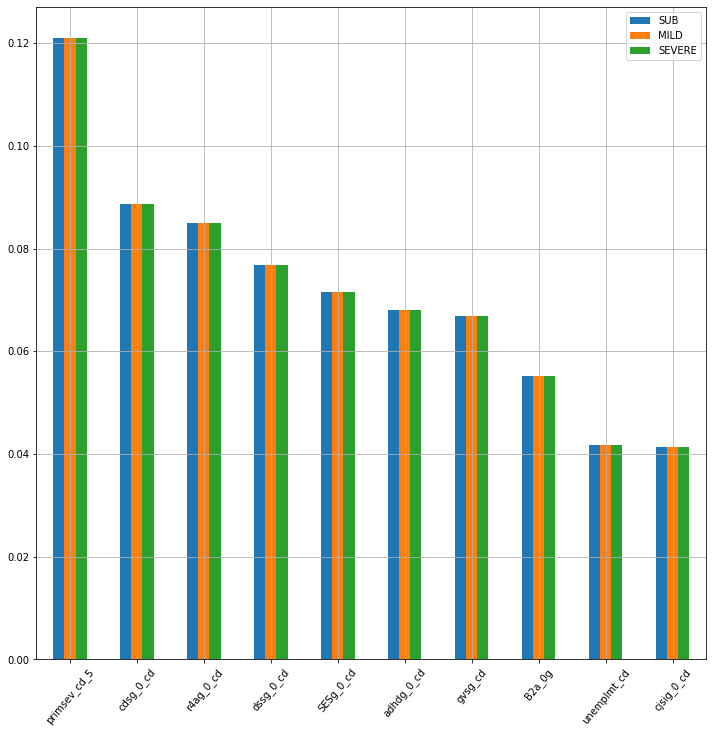 SUB
MILD
SEVERE
0.12
0.10
0.08
0.06
0.04
0.02
0.00
primsev_cd_5
cdsg_0_cd
r4ag_0_cd
dssg_0_cd
SESg_0_cd
adhdg_0_cd
gvsg_cd
B2a_0g
unemplmt_cd
cjsig_0_cd